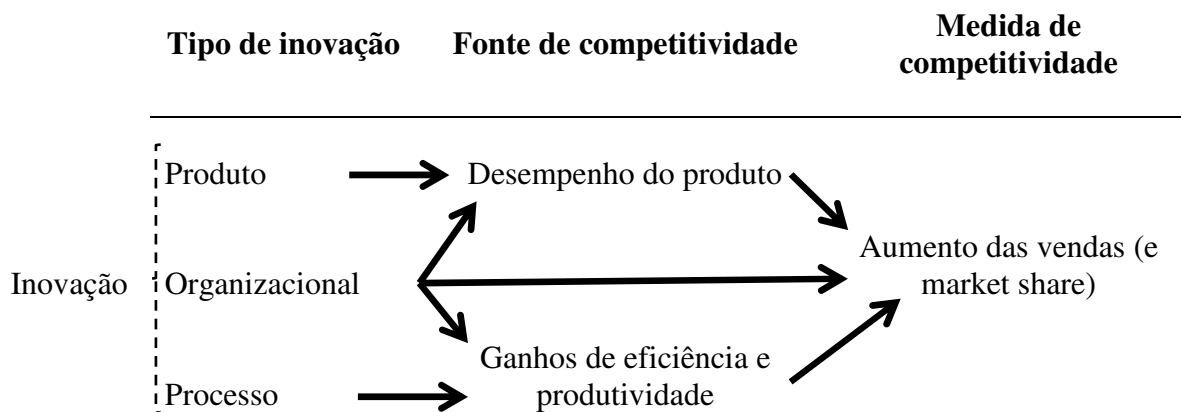 Tipo de inovação
Fonte de competitividade
Medida de
competitividade
Produto
Desempenho do produto
Inovação
Organizacional
Aumento das vendas (e
market share)
Processo
Ganhos de eficiência e
produtividade